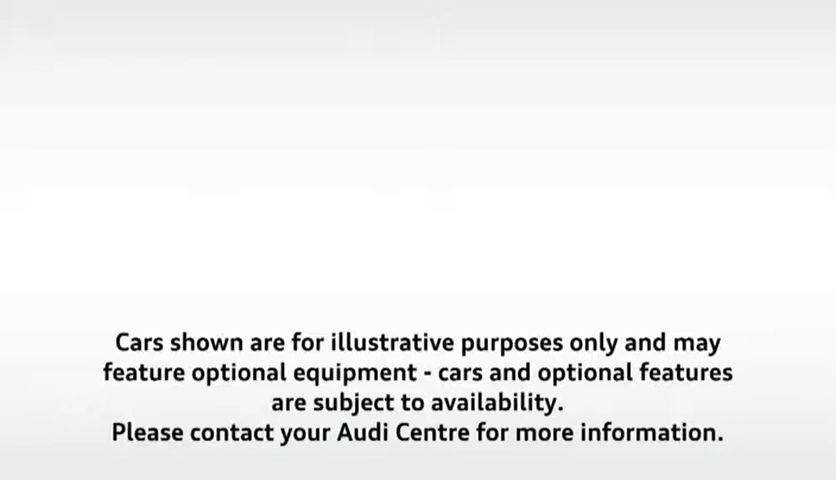 Cars shown are for illustrative purposes only and may
feature optional equipment - cars and optional features
are subject to availability.
Please contact your Audi Centre for more information.